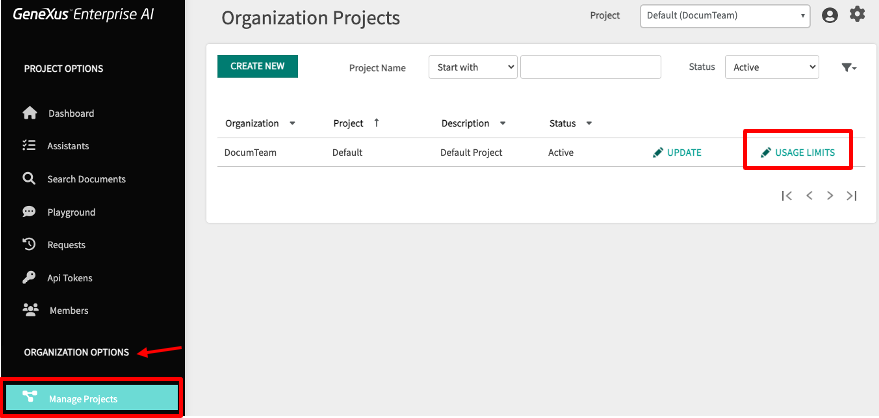 GeneXus™ Enterprise AI
Organization Projects
Project
Default (DocumTeam)
PROJECT OPTIONS
Dashboard
Assistants
Search Documents
Playground
Requests
Api Tokens
Members
ORGANIZATION OPTIONS
Manage Projects
CREATE NEW
Project Name
Start with
Status
Active
Organization Project Description Status
DocumTeam Default Default Project Active UPDATE USAGE LIMITS